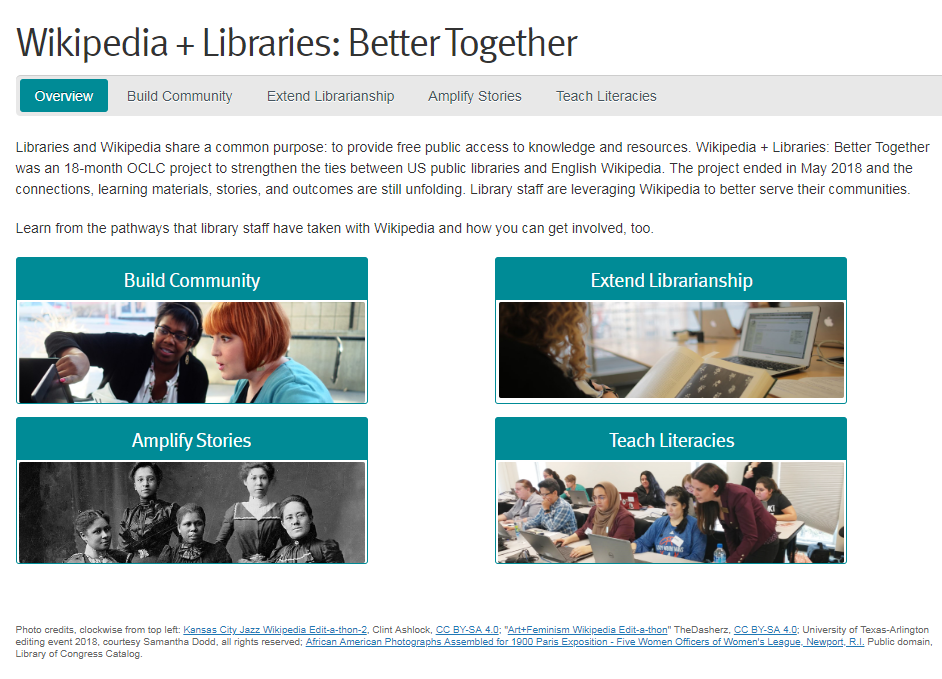 Wikipedia + Libraries: Better Together
Overview Build Community Extend Librarianship Amplify Stories Teach Literacies
Libraries and Wikipedia share a common purpose: to provide free public access to knowledge and resources. Wikipedia + Libraries: Better Together
was an 18-month OCLC project to strengthen the ties between US public libraries and English Wikipedia. The project ended in May 2018 and the
connections, learning materials, stories, and outcomes are still unfolding. Library staff are leveraging Wikipedia to better serve their communities.
Learn from the pathways that library staff have taken with Wikipedia and how you can get involved, too.
Build Community
Extend Librarianship
Amplify Stories
Teach Literacies
Photo credits, clockwise from top left: Kansas City Jazz Wikipedia Edit-a-thon-2, Clint Ashlock, CC BY-SA 4.0; "Art+Feminism Wikipedia Edit-a-thon" TheDasherz, CC BY-SA 4.0; University of Texas-Arlington
editing event 2018, courtesy Samantha Dodd, all rights reserved; African American Photographs Assembled for 1900 Paris Exposition - Five Women Officers of Women's League, Newport, R.I. Public domain,
Library of Congress Catalog.